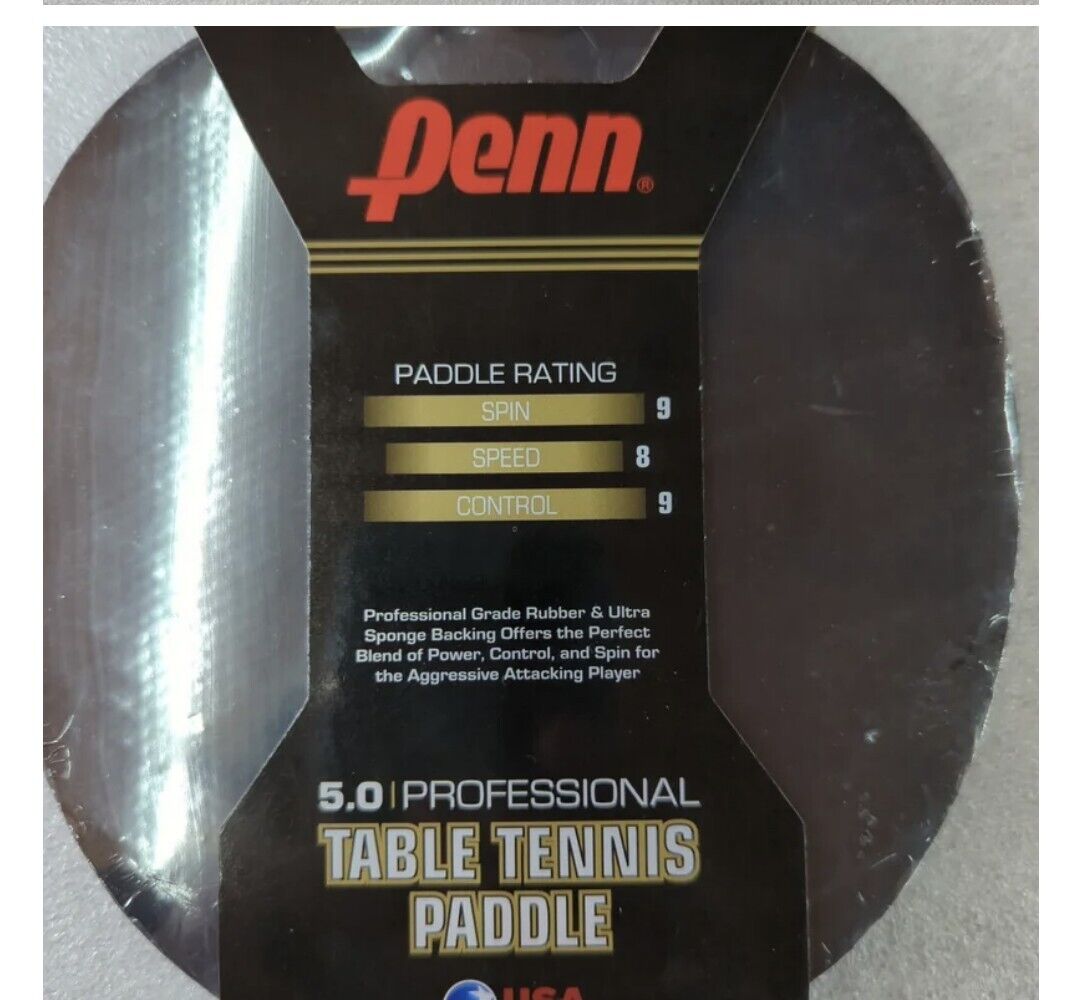 Penn®
PADDLE RATING
SPIN 9
SPEED 8
CONTROL 9
Professional Grade Rubber & Ultra
Sponge Backing Offers the Perfect
Blend of Power, Control, and Spin for
the Aggressive Attacking Player
5.0 | PROFESSIONAL
TABLE TENNIS
PADDLE
USA